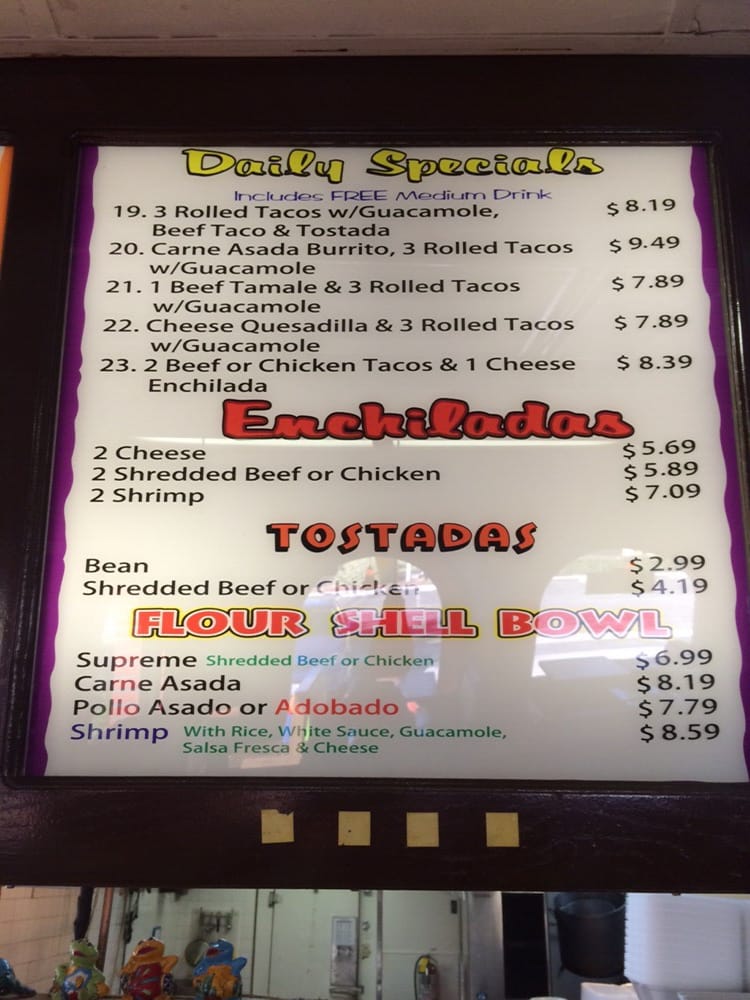 Daily Specials
Includes FREE Medium Drink
19. 3 Rolled Tacos w/Guacamole, $8.19
Beef Taco & Tostada
20. Carne Asada Burrito, 3 Rolled Tacos $9.49
w/Guacamole
21. 1 Beef Tamale & 3 Rolled Tacos $7.89
w/Guacamole
22. Cheese Quesadilla & 3 Rolled Tacos $7.89
w/Guacamole
23. 2 Beef or Chicken Tacos & 1 Cheese $8.39
Enchilada
Enchiladas
2 Cheese $5.69
2 Shredded Beef or Chicken $5.89
2 Shrimp $7.09
TOSTADAS
Bean $2.99
Shredded Beef or Chicken $4.19
FLOUR SHELL BOWL
Supreme Shredded Beef or Chicken $6.99
Carne Asada $8.19
Pollo Asado or Adobado $7.79
Shrimp With Rice, White Sauce, Guacamole, $8.59
Salsa Fresca & Cheese